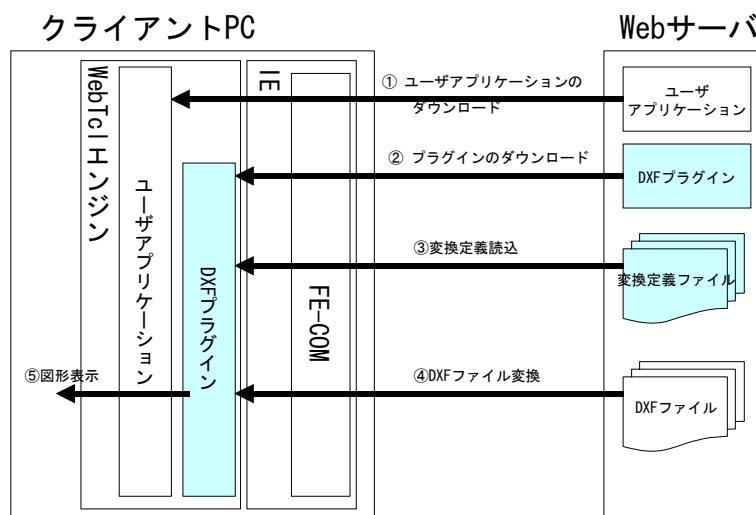 クライアントPC
Webサーバ
WebTclエンジン
ユーザアプリケーション
DXFプラグイン
IE
FE-COM
① ユーザアプリケーションの
ダウンロード
② プラグインのダウンロード
③変換定義読込
④DXFファイル変換
⑤図形表示
ユーザ
アプリケーション
DXFプラグイン
変換定義ファイル
DXFファイル